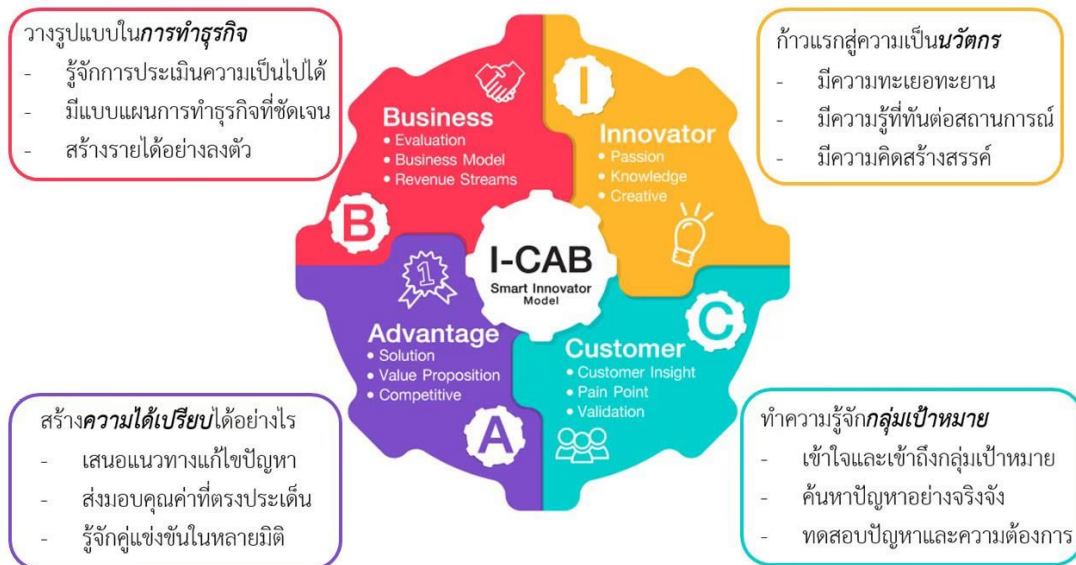 วางรูปแบบในการทำธุรกิจ
- รู้จักการประเมินความเป็นไปได้
- มีแบบแผนการทำธุรกิจที่ชัดเจน
- สร้างรายได้อย่างลงตัว
ก้าวแรกสู่ความเป็นนวัตกร
- มีความทะเยอทะยาน
- มีความรู้ที่ทันต่อสถานการณ์
- มีความคิดสร้างสรรค์
Business
• Evaluation
• Business Model
• Revenue Streams
B
I
Innovator
• Passion
• Knowledge
• Creative
I-CAB
Smart Innovator
Model
1
Advantage
• Solution
• Value Proposition
• Competitive
A
C
Customer
• Customer Insight
• Pain Point
• Validation
สร้างความได้เปรียบได้อย่างไร
- เสนอแนวทางแก้ไขปัญหา
- ส่งมอบคุณค่าที่ตรงประเด็น
- รู้จักคู่แข่งขันในหลายมิติ
ทำความรู้จักกลุ่มเป้าหมาย
- เข้าใจและเข้าถึงกลุ่มเป้าหมาย
- ค้นหาปัญหาอย่างจริงจัง
- ทดสอบปัญหาและความต้องการ